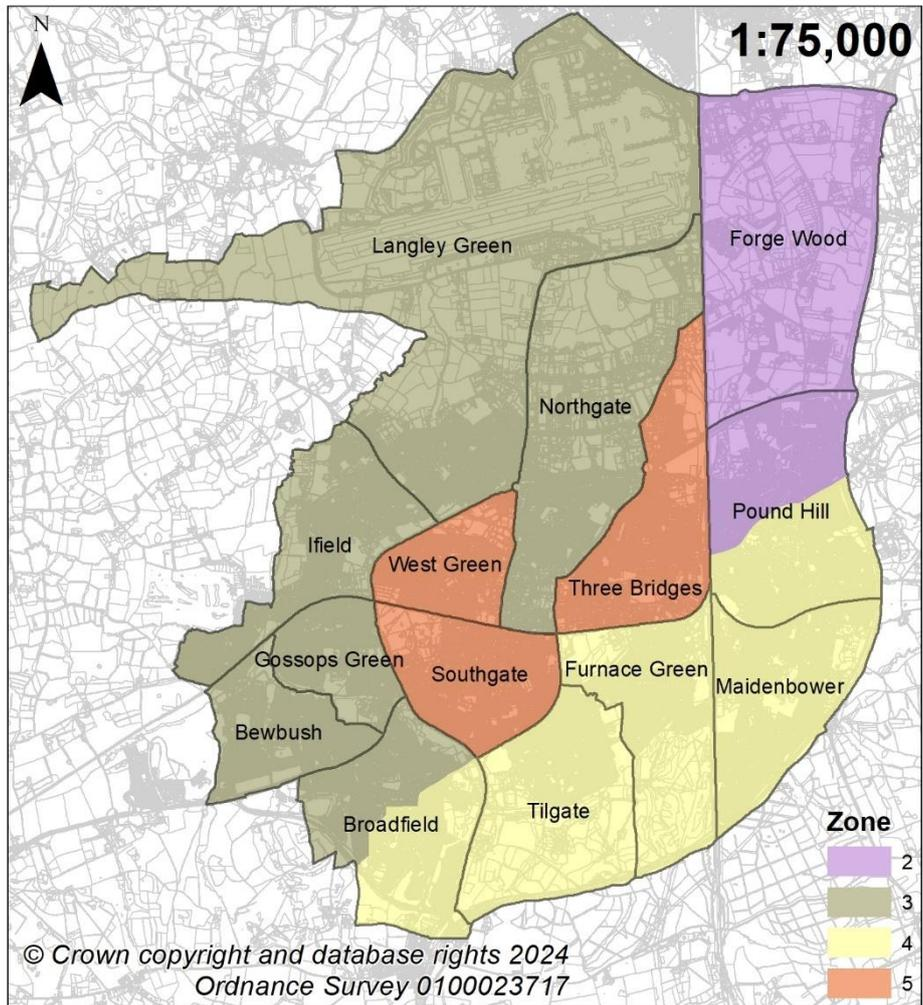 N
1:75,000
Langley Green
Forge Wood
Northgate
Pound Hill
Ifield
West Green
Three Bridges
Gossops Green
Southgate
Furnace Green
Maidenbower
Bewbush
Tilgate
Broadfield
Zone
2
3
4
5
© Crown copyright and database rights 2024
Ordnance Survey 0100023717